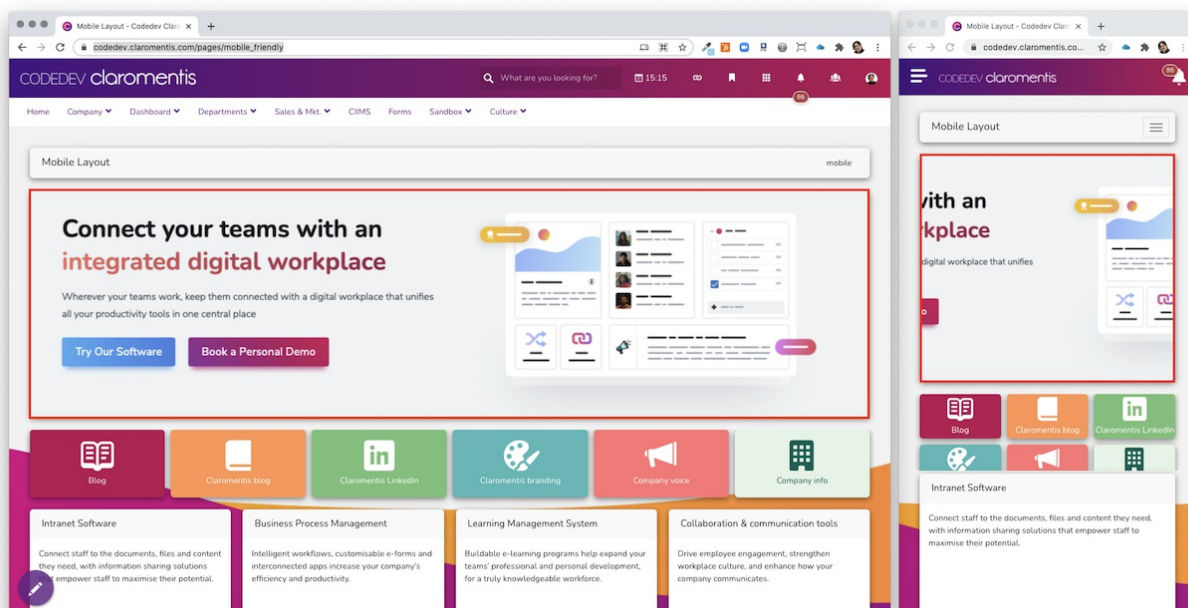 Mobile Layout - Codedev Claro
codedev.claromentis.com/pages/mobile_friendly
CODEDEV claromentis
What are you looking for?
15:15
86
Home
Company
Dashboard
Departments
Sales & Mkt.
CIIMS
Forms
Sandbox
Culture
Mobile Layout
mobile
Connect your teams with an
integrated digital workplace
Wherever your teams work, keep them connected with a digital workplace that unifies
all your productivity tools in one central place
Try Our Software
Book a Personal Demo
Blog
Claromentis blog
in
Claromentis LinkedIn
Claromentis branding
Company voice
Company info
Intranet Software
Connect staff to the documents, files and content
they need, with information sharing solutions
that empower staff to maximise their potential.
Business Process Management
Intelligent workflows, customisable e-forms and
interconnected apps increase your company's
efficiency and productivity.
Learning Management System
Buildable e-learning programs help expand your
teams' professional and personal development,
for a truly knowledgeable workforce.
Collaboration & communication tools
Drive employee engagement, strengthen
workplace culture, and enhance how your
company communicates.
Mobile Layout - Codedev Claro
codedev.claromentis.co...
CODEDEV claromentis
86
Mobile Layout
with an
rkplace
digital workplace that unifies
o
Blog
Claromentis blog
in
Claromentis LinkedIn
Intranet Software
Connect staff to the documents, files and content they need,
with information sharing solutions that empower staff to
maximise their potential.